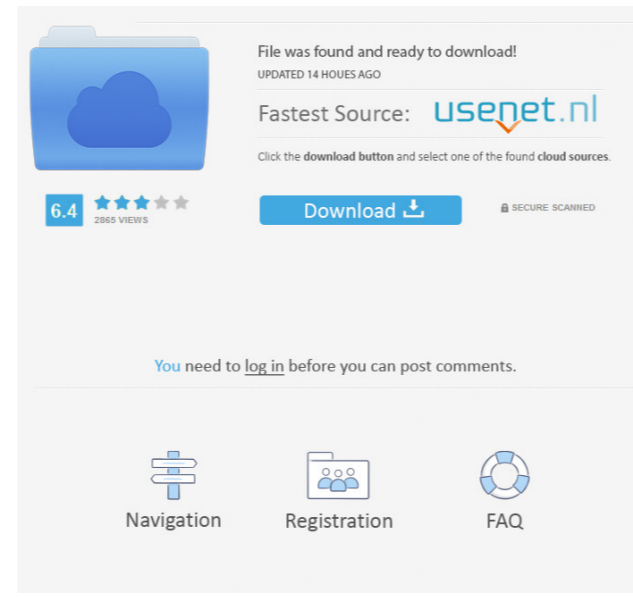 File was found and ready to download!
UPDATED 14 HOUES AGO
Fastest Source: usenet.nl
Click the download button and select one of the found cloud sources.
6.4
2865 VIEWS
Download
SECURE SCANNED
You need to log in before you can post comments.
Navigation
Registration
FAQ